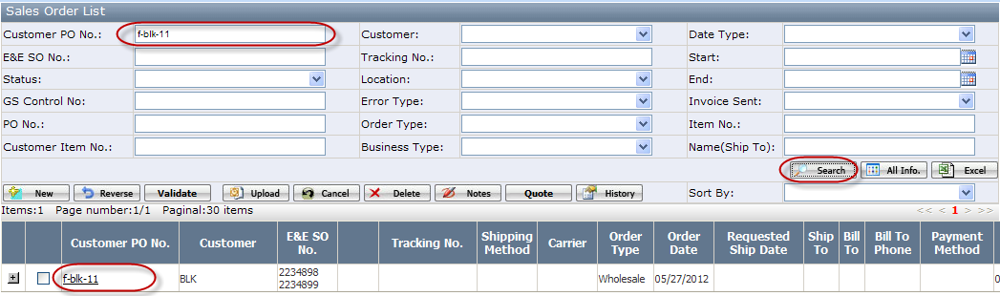 Sales Order List
Customer PO No.: f-blk-11 Customer: Date Type:
E&E SO No.: Tracking No.: Start:
Status: Location: End:
GS Control No: Error Type: Invoice Sent:
PO No.: Order Type: Item No.:
Customer Item No.: Business Type: Name(Ship To):
Search All Info. Excel
New Reverse Validate Upload Cancel Delete Notes Quote History Sort By:
Items:1 Page number:1/1 Paginal:30 items << < 1 > >>
Customer PO No. Customer E&E SO No. Tracking No. Shipping Method Carrier Order Type Order Date Requested Ship Date Ship To Bill To Bill To Phone Payment Method
f-blk-11 BLK 2234898 Wholesale 05/27/2012 0
2234899